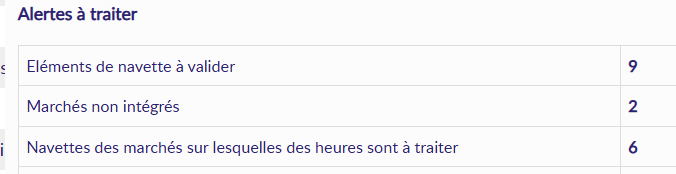 Alertes à traiter
Eléments de navette à valider 9
Marchés non intégrés 2
Navettes des marchés sur lesquelles des heures sont à traiter 6